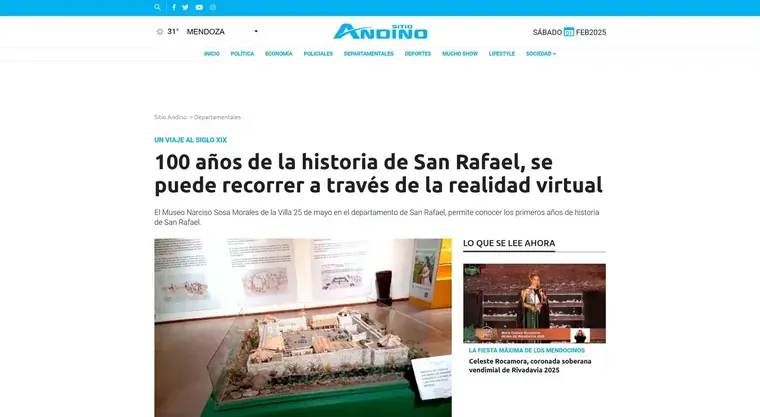 31°
MENDOZA
SITIO
ANDINO
SÁBADO
FEB2025
INICIO
POLÍTICA
ECONOMÍA
POLICIALES
DEPARTAMENTALES
DEPORTES
MUCHO SHOW
LIFESTYLE
SOCIEDAD
Sitio Andino > Departamentales
UN VIAJE AL SIGLO XIX
100 años de la historia de San Rafael, se
puede recorrer a través de la realidad virtual
El Museo Narciso Sosa Morales de la Villa 25 de mayo en el departamento de San Rafael, permite conocer los primeros años de historia
de San Rafael.
LO QUE SE LEE AHORA
LA FIESTA MÁXIMA DE LOS MENDOCINOS
Celeste Rocamora, coronada soberana
vendimial de Rivadavia 2025